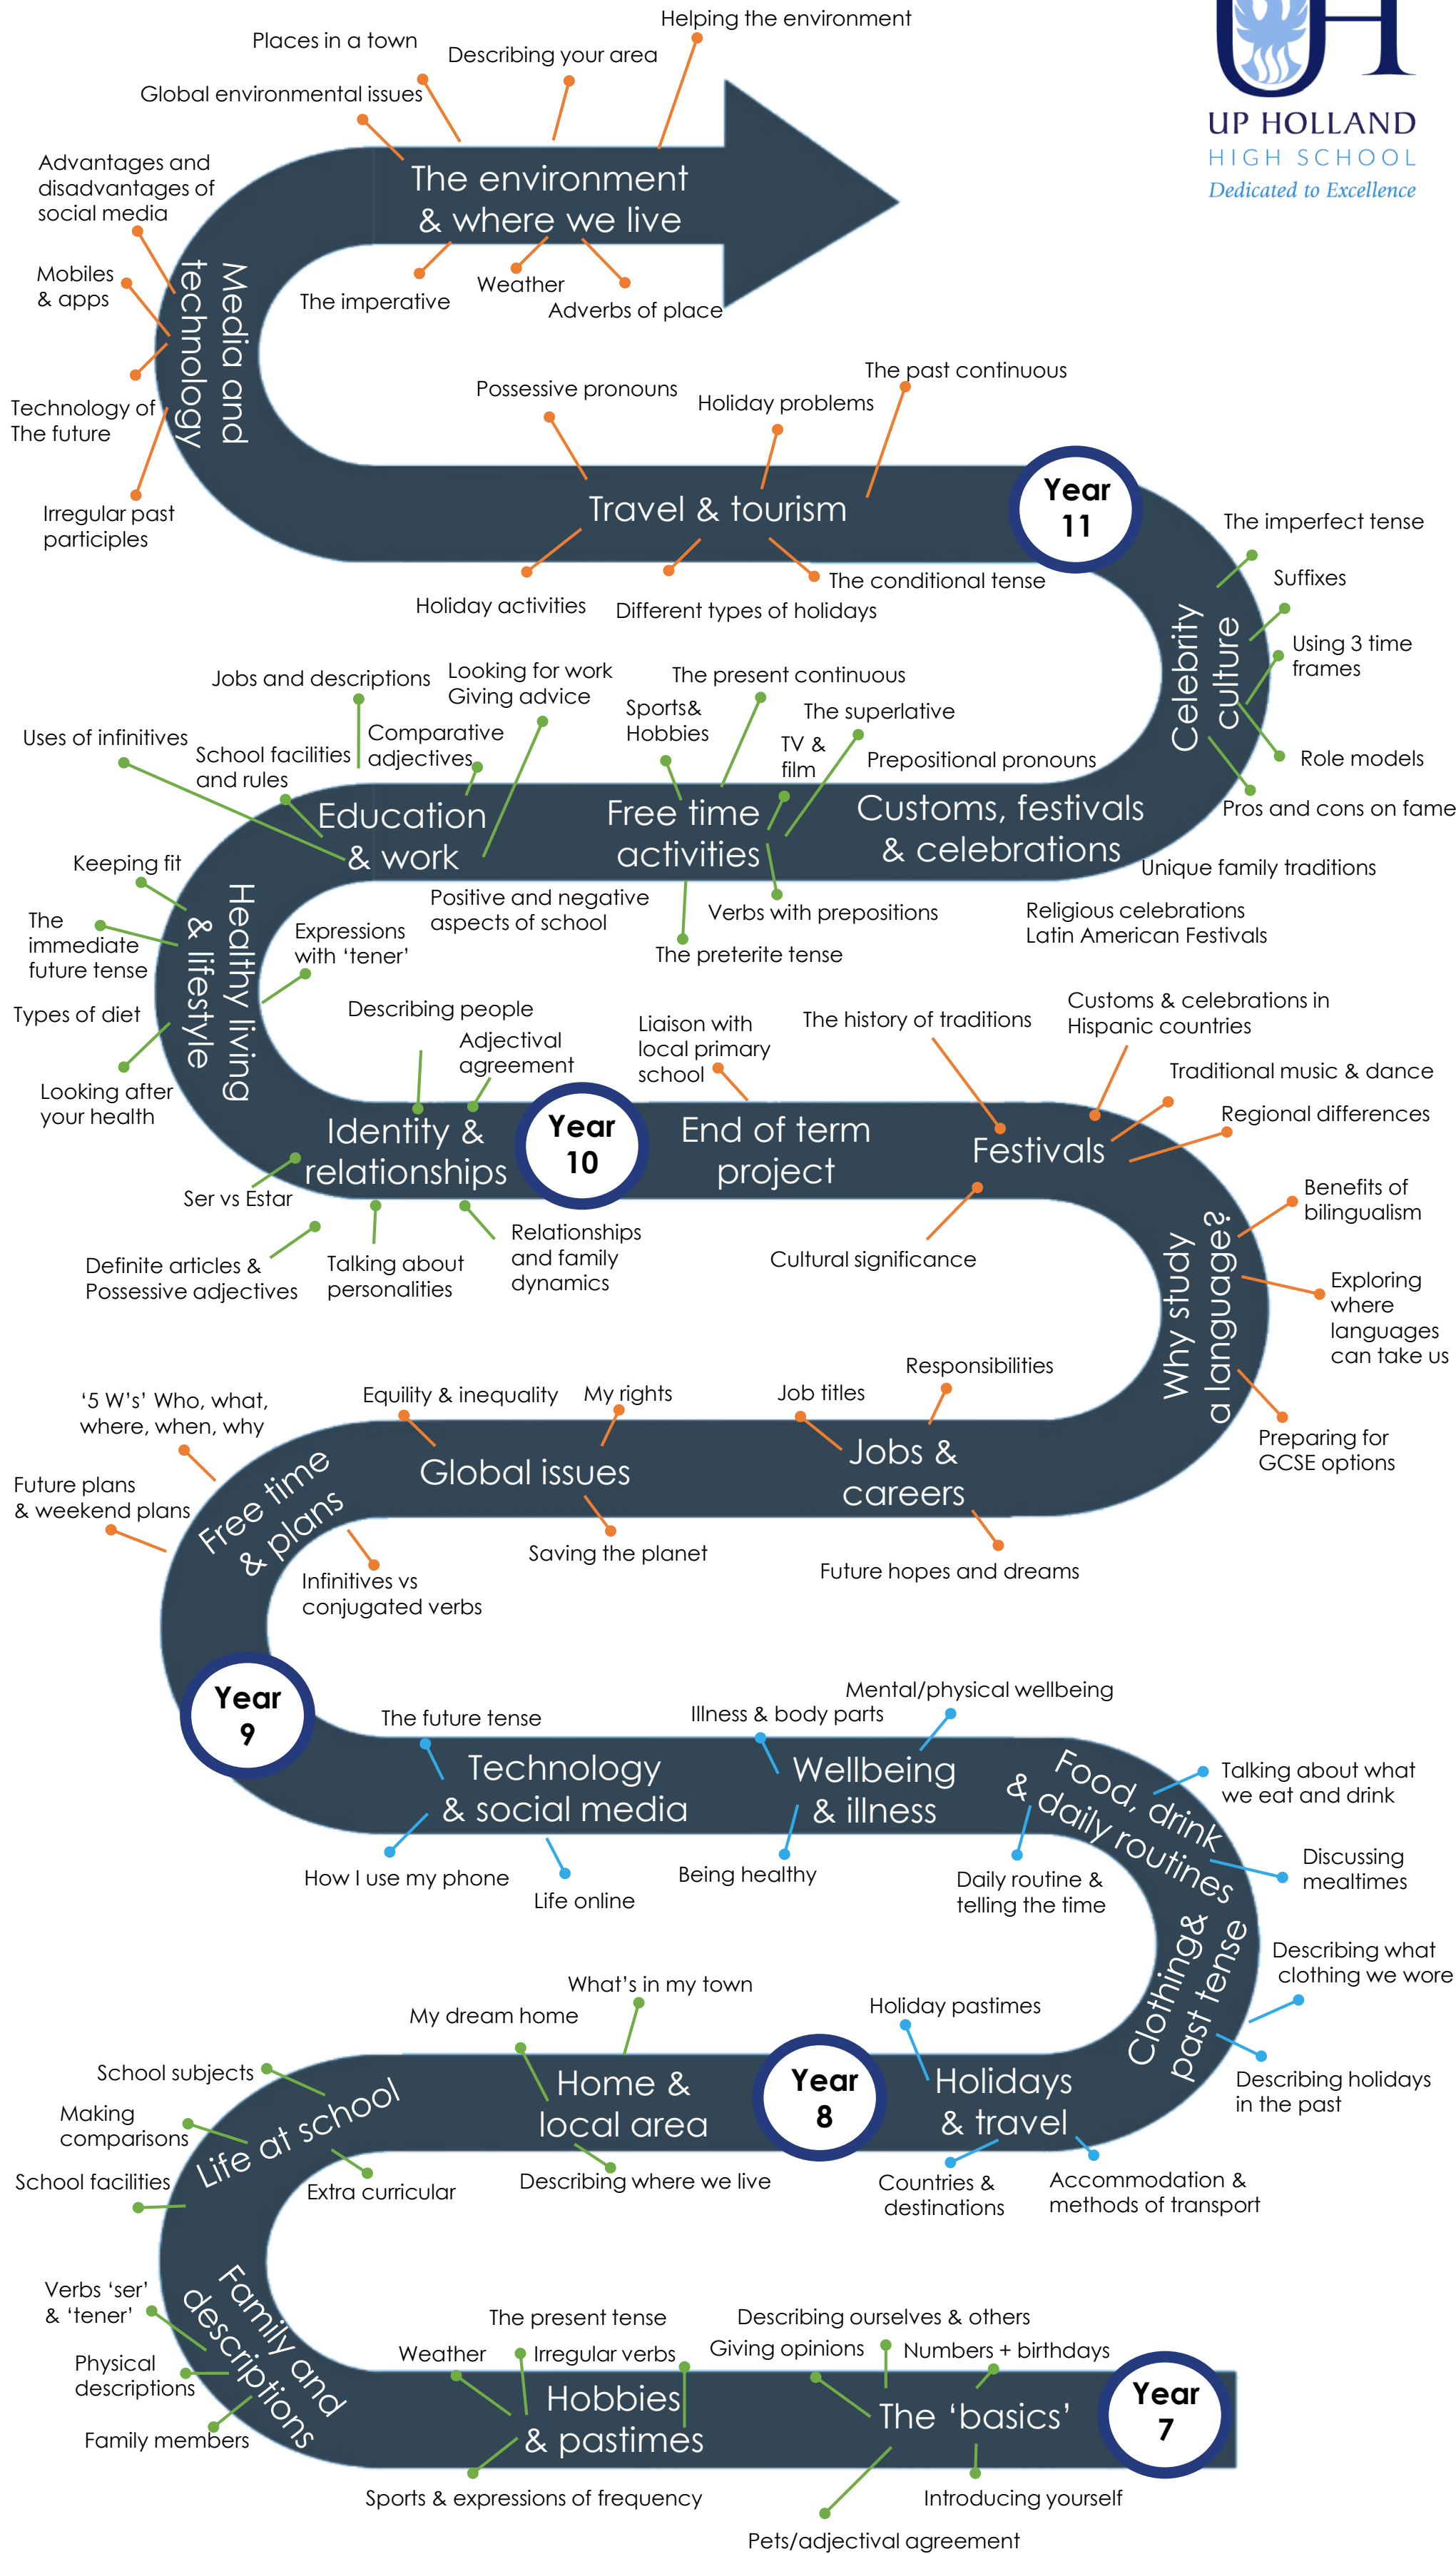 Helping the environment
Places in a town
Describing your area
Global environmental issues
UP HOLLAND
HIGH SCHOOL
Dedicated to Excellence
Advantages and
disadvantages of
social media
The environment
& where we live
Mobiles
& apps
Media and
technology
The imperative
Weather
Adverbs of place
Technology of
The future
Irregular past
participles
Possessive pronouns
Holiday problems
The past continuous
Travel & tourism
Year
11
Holiday activities
Different types of holidays
The conditional tense
The imperfect tense
Suffixes
Using 3 time
frames
Celebrity
culture
Role models
Pros and cons on fame
Jobs and descriptions
Looking for work
Giving advice
The present continuous
Sports&
Hobbies
The superlative
Uses of infinitives
School facilities
and rules
Comparative
adjectives
TV &
film
Prepositional pronouns
Education
& work
Free time
activities
Customs, festivals
& celebrations
Unique family traditions
Keeping fit
Positive and negative
aspects of school
Verbs with prepositions
Religious celebrations
Latin American Festivals
The
immediate
future tense
Healthy living
& lifestyle
Expressions
with ‘tener’
The preterite tense
Types of diet
Looking after
your health
Describing people
Adjectival
agreement
Liaison with
local primary
school
The history of traditions
Customs & celebrations in
Hispanic countries
Traditional music & dance
Regional differences
Identity &
relationships
Year
10
End of term
project
Festivals
Ser vs Estar
Definite articles &
Possessive adjectives
Talking about
personalities
Relationships
and family
dynamics
Cultural significance
Benefits of
bilingualism
Why study
a language?
Exploring
where
languages
can take us
Preparing for
GCSE options
‘5 W’s’ Who, what,
where, when, why
Equility & inequality
My rights
Job titles
Responsibilities
Future plans
& weekend plans
Free time
& plans
Global issues
Jobs &
careers
Infinitives vs
conjugated verbs
Saving the planet
Future hopes and dreams
Year
9
The future tense
Illness & body parts
Mental/physical wellbeing
Technology
& social media
Wellbeing
& illness
Food, drink
& daily routines
Talking about what
we eat and drink
How I use my phone
Life online
Being healthy
Daily routine &
telling the time
Discussing
mealtimes
Clothing&
past tense
Describing what
clothing we wore
Describing holidays
in the past
What’s in my town
My dream home
Holiday pastimes
School subjects
Making
comparisons
Life at school
Home &
local area
Year
8
Holidays
& travel
School facilities
Extra curricular
Describing where we live
Countries &
destinations
Accommodation &
methods of transport
Verbs ‘ser’
& ‘tener’
Family and
descriptions
Physical
descriptions
Family members
The present tense
Weather
Irregular verbs
Describing ourselves & others
Giving opinions
Numbers + birthdays
Hobbies
& pastimes
The ‘basics’
Year
7
Sports & expressions of frequency
Introducing yourself
Pets/adjectival agreement